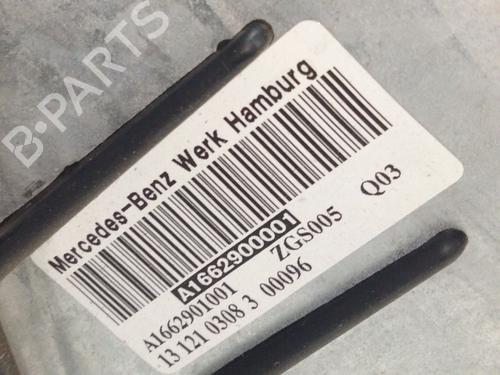 B-PARTS
Mercedes-Benz Werk Hamburg
A1662900001
A1662901001 ZGS005 Q03
13 121 0308 3 00096